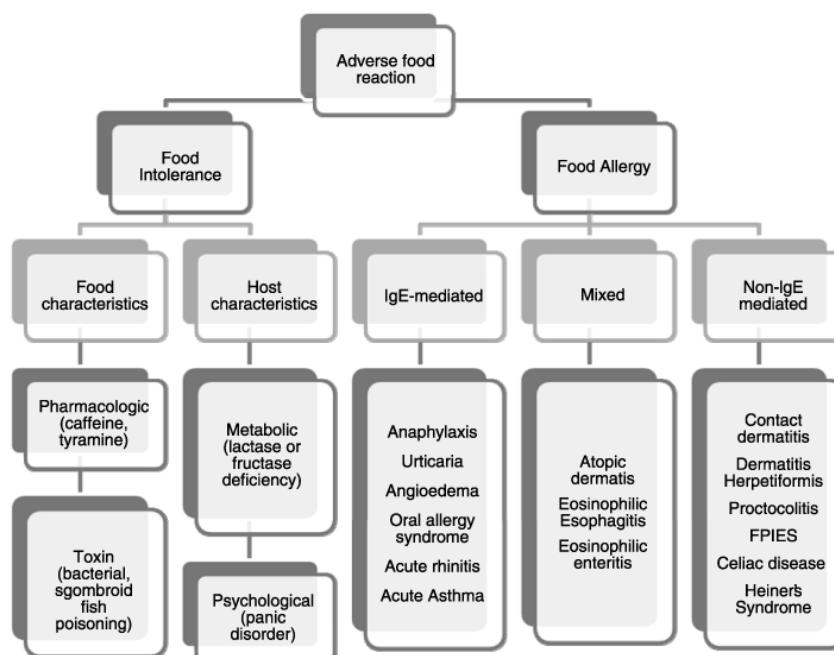 Adverse food
reaction
Food
Intolerance
Food Allergy
Food
characteristics
Host
characteristics
IgE-mediated
Mixed
Non-IgE
mediated
Pharmacologic
(caffeine,
tyramine)
Toxin
(bacterial,
sgombroid
fish
poisoning)
Metabolic
(lactase or
fructase
deficiency)
Psychological
(panic
disorder)
Anaphylaxis
Urticaria
Angioedema
Oral allergy
syndrome
Acute rhinitis
Acute Asthma
Atopic
dermatis
Eosinophilic
Esophagitis
Eosinophilic
enteritis
Contact
dermatitis
Dermatitis
Herpetiformis
Proctocolitis
FPIES
Celiac disease
Heiner's
Syndrome